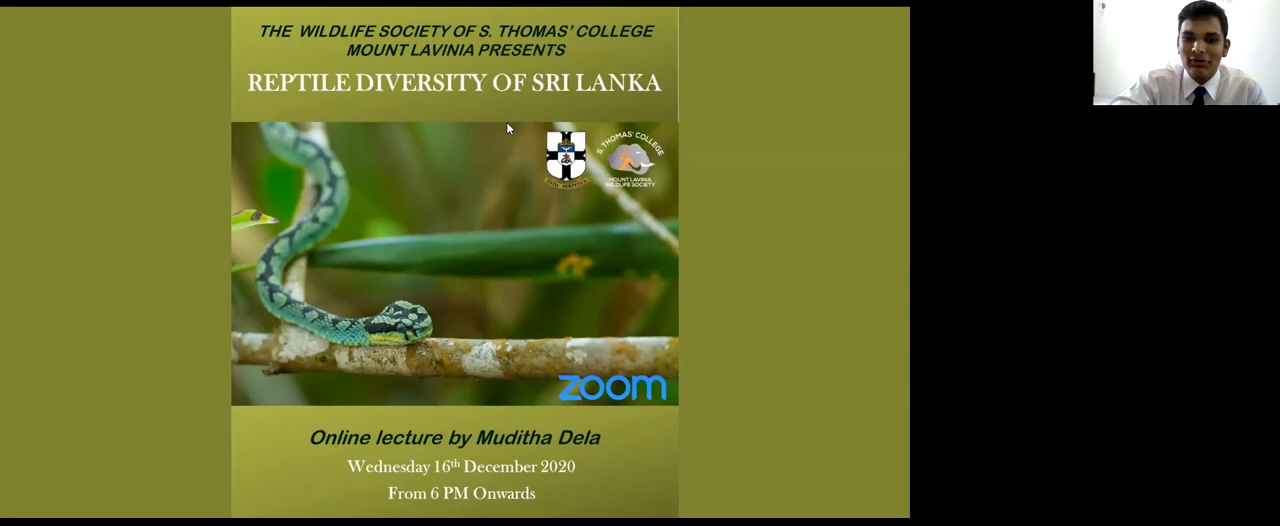 THE WILDLIFE SOCIETY OF S. THOMAS' COLLEGE
MOUNT LAVINIA PRESENTS
REPTILE DIVERSITY OF SRI LANKA
S. THOMAS' COLLEGE
MOUNT LAVINIA
WILDLIFE SOCIETY
zoom
Online lecture by Muditha Dela
Wednesday 16th December 2020
From 6 PM Onwards